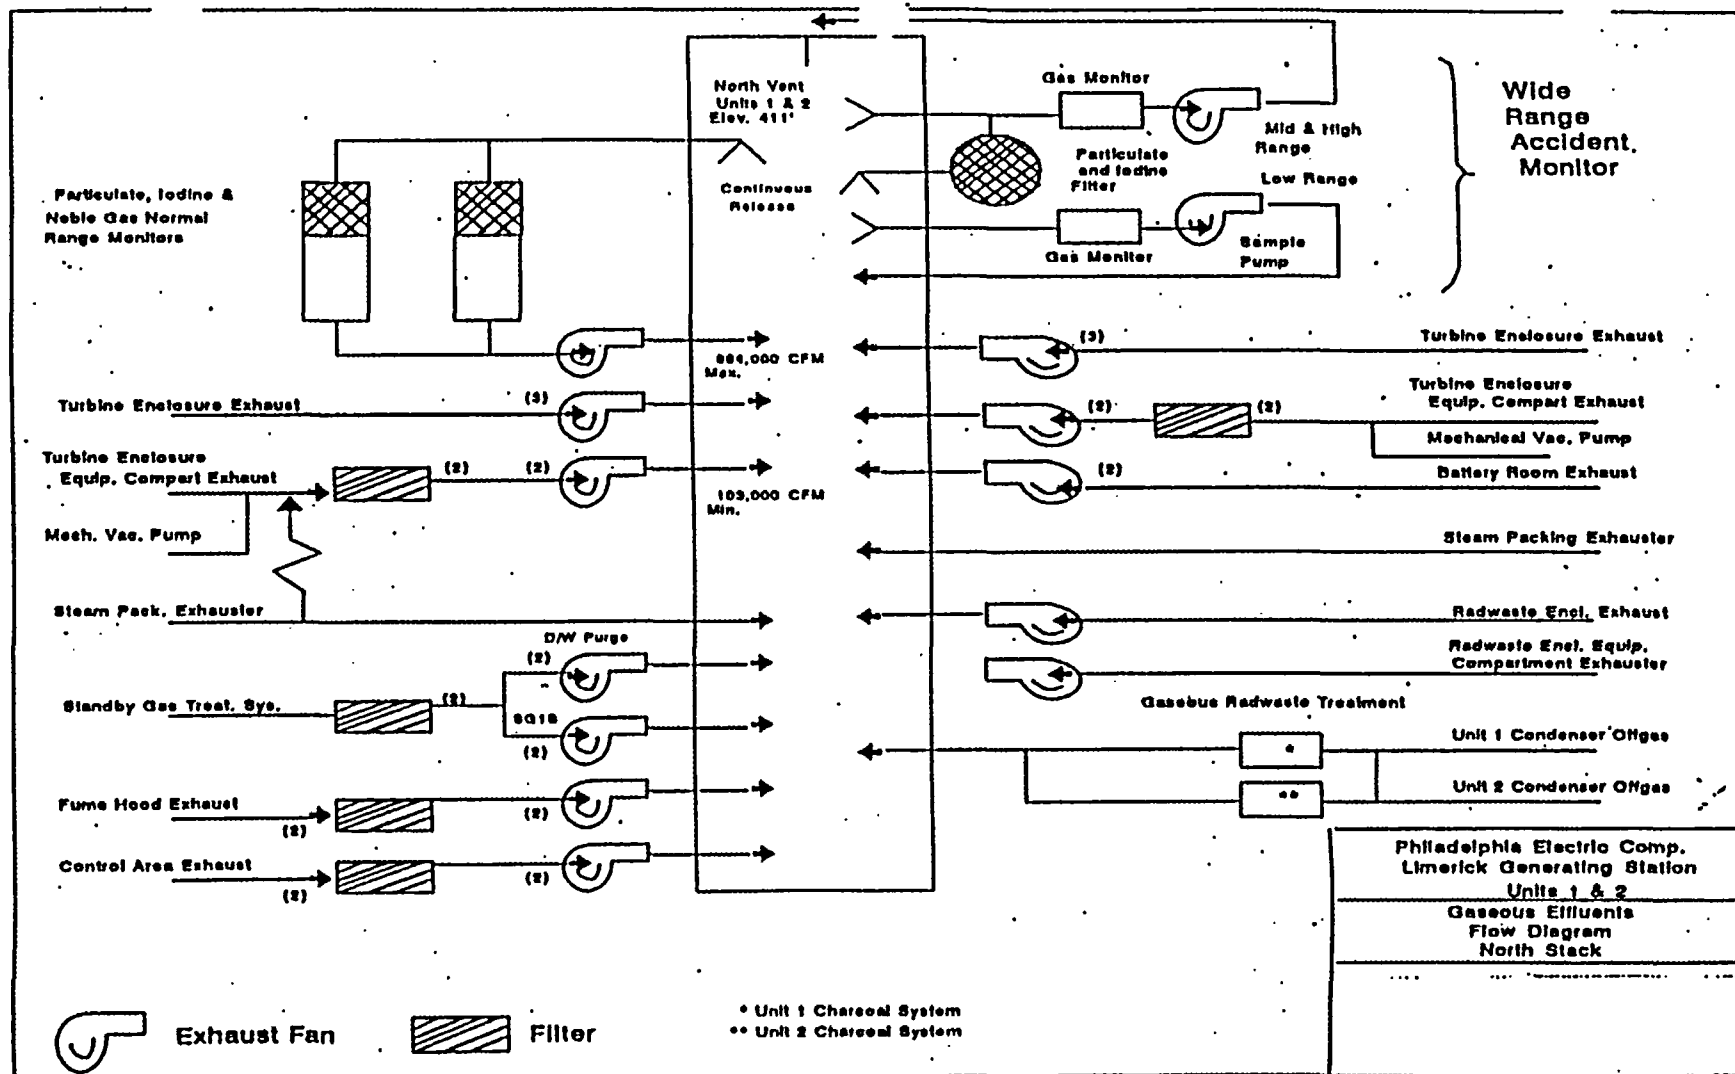 North Vent
Units 1 & 2
Elev. 411'
Continuous
Release
Gas Monitor
Mid & High
Range
Particulate
and Iodine
Filter
Low Range
Gas Monitor
Sample
Pump
Wide
Range
Accident.
Monitor
Particulate, Iodine &
Noble Gas Normal
Range Monitors
CFM
Max.
Turbine Enclosure Exhaust
(3)
Turbine Enclosure
Equip. Compart Exhaust
(2)
(2)
103,000 CFM
Min.
Mech. Vac. Pump
Steam Pack. Exhauster
D/W Purge
(2)
Standby Gas Treat. Sys.
(2)
(2)
Fume Hood Exhaust
(2)
(2)
Control Area Exhaust
(2)
(2)
(3)
Turbine Enclosure Exhaust
Turbine Enclosure
Equip. Compart Exhaust
(2)
(2)
Mechanical Vac. Pump
(2)
Battery Room Exhaust
Steam Packing Exhauster
Radwaste Encl. Exhaust
Radwaste Encl. Equip.
Compartment Exhauster
Gasebus Radwaste Treatment
*
Unit 1 Condenser Offgas
**
Unit 2 Condenser Offgas
Philadelphia Electric Comp.
Limerick Generating Station
Units 1 & 2
Gaseous Effluents
Flow Diagram
North Stack
Exhaust Fan
Filter
* Unit 1 Charcoal System
** Unit 2 Charcoal System